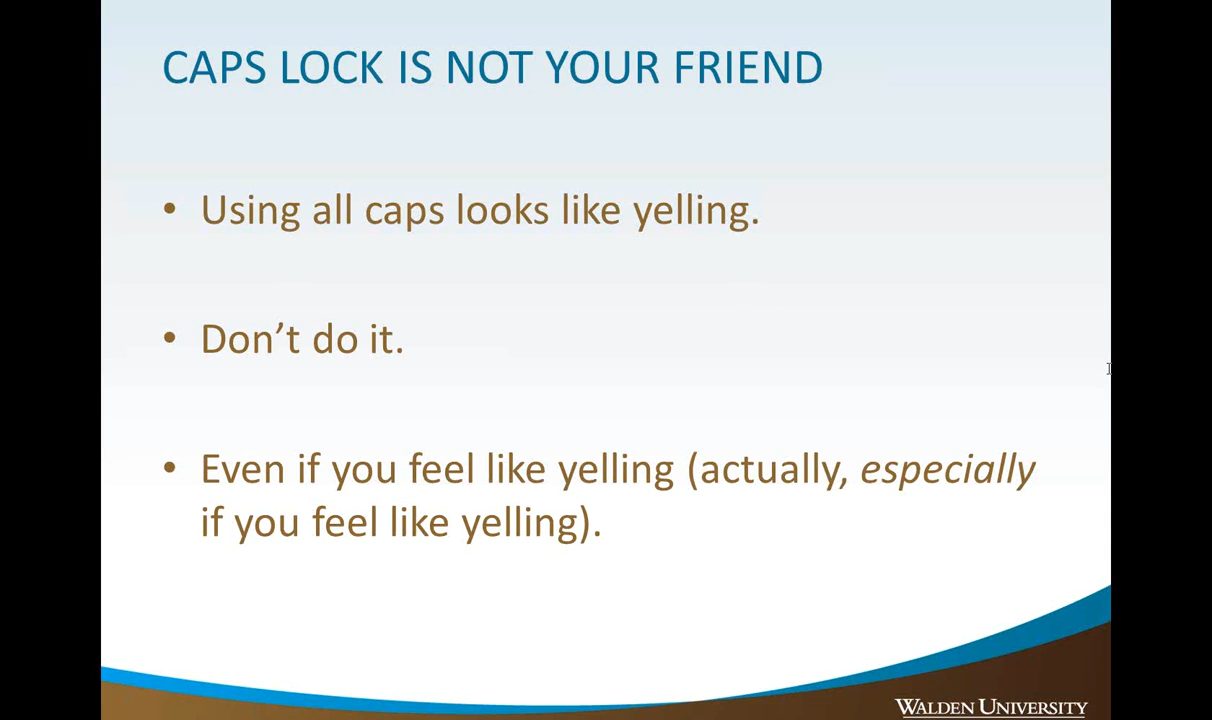 CAPS LOCK IS NOT YOUR FRIEND
• Using all caps looks like yelling.
• Don’t do it.
• Even if you feel like yelling (actually, especially
if you feel like yelling).
WALDEN UNIVERSITY